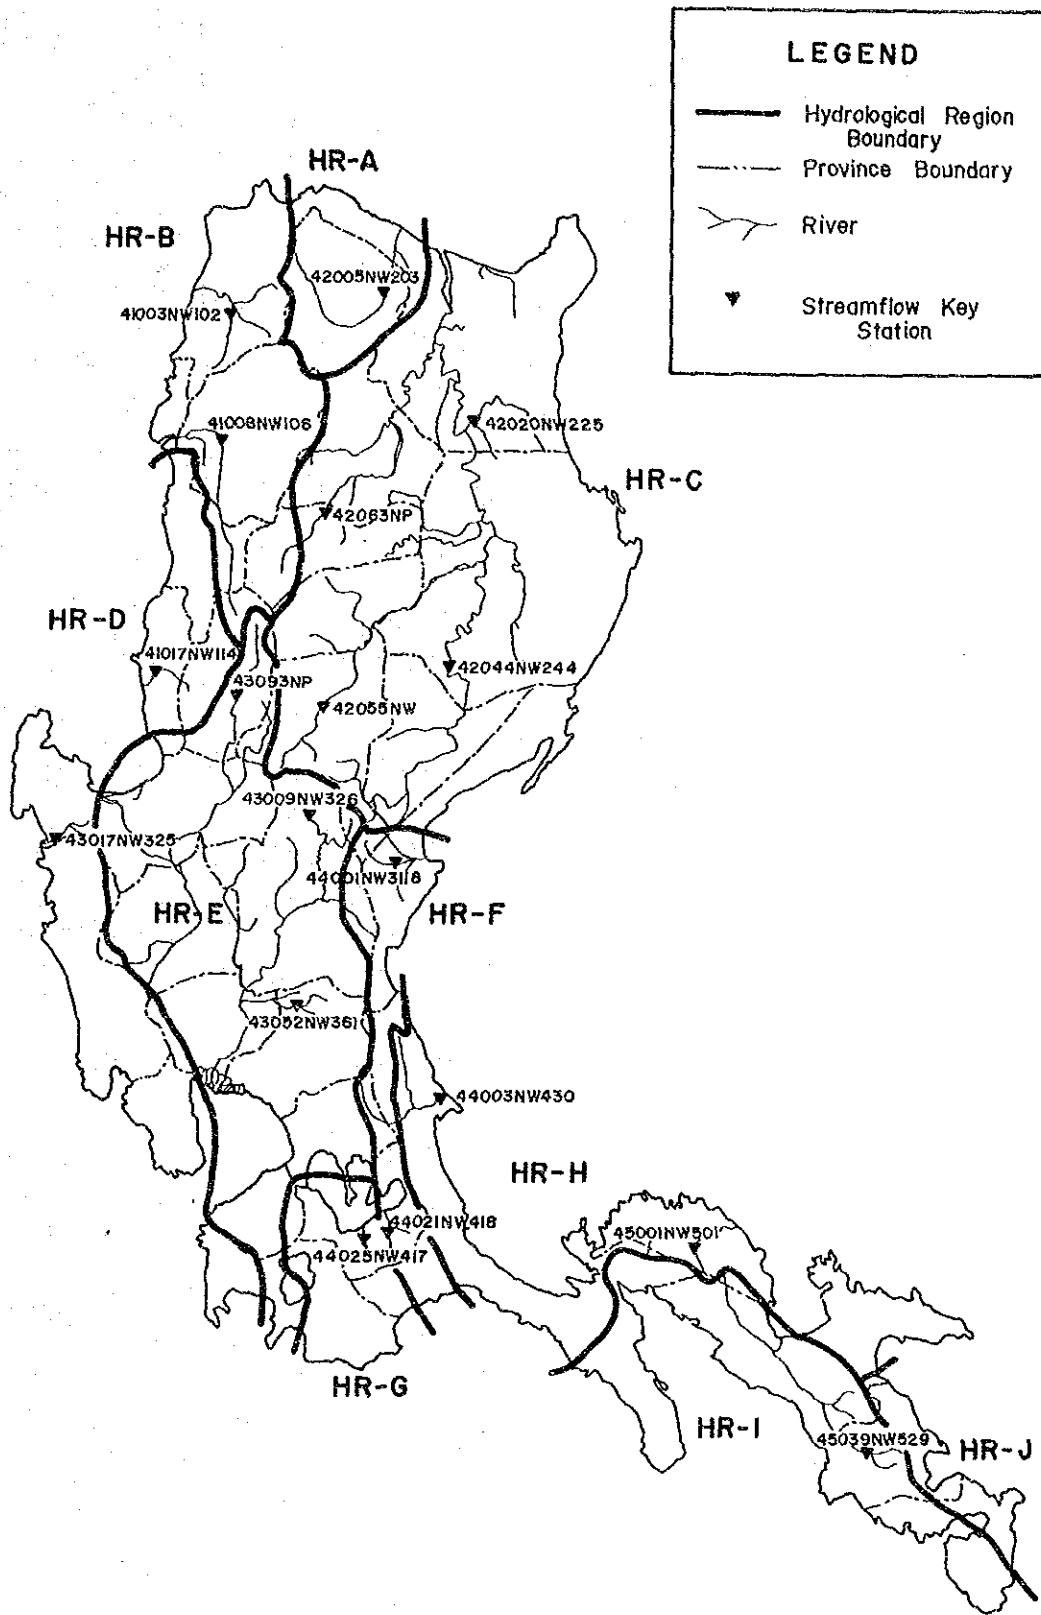 LEGEND
Hydrological Region
Boundary
Province Boundary
River
Streamflow Key
Station
HR-A
HR-B
42005NW203
41003NW102
41008NW106
42020NW225
HR-C
42063NP
HR-D
41017NW114
42044NW244
43093NP
42055NW
43009NW326
43017NW325
44001NW3118
HR-E
HR-F
43052NW361
44003NW430
HR-H
44021NW418
45001NW501
44025NW417
HR-G
HR-I
45039NW529
HR-J